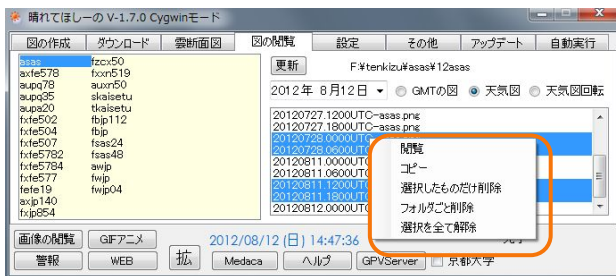 晴れてほしーの V-1.7.0 Cygwinモード
図の作成 ダウンロード 雲断面図 図の閲覧 設定 その他 アップデート 自動実行
asas fzcx50
axfe578 fxxn519
aupq78 auxn50
aupq35 skaisetu
aupa20 tkaisetu
fxfe502 fbjp112
fxfe504 fbjp
fxfe507 fsas24
fxfe5782 fsas48
fxfe5784 awjp
fxfe577 fwjp
fefe19 fwjp04
axjp140
fxjp854
更新 F:¥tenkizu¥asas¥12asas
2012年 8月12日 GMTの図 天気図 天気図回転
20120727.1200UTC-asas.png
20120727.1800UTC-asas.png
20120728.0000UTC
20120728.0600UTC
20120811.0000UTC
20120811.0600UTC
20120811.1200UTC
20120811.1800UTC
20120812.0000UTC
閲覧
コピー
選択したものだけ削除
フォルダごと削除
選択を全て解除
画像の閲覧 GIFアニメ 2012/08/12 (日) 14:47:36
警報 WEB 拡 Medaca ヘルプ GPVServer 京都大学